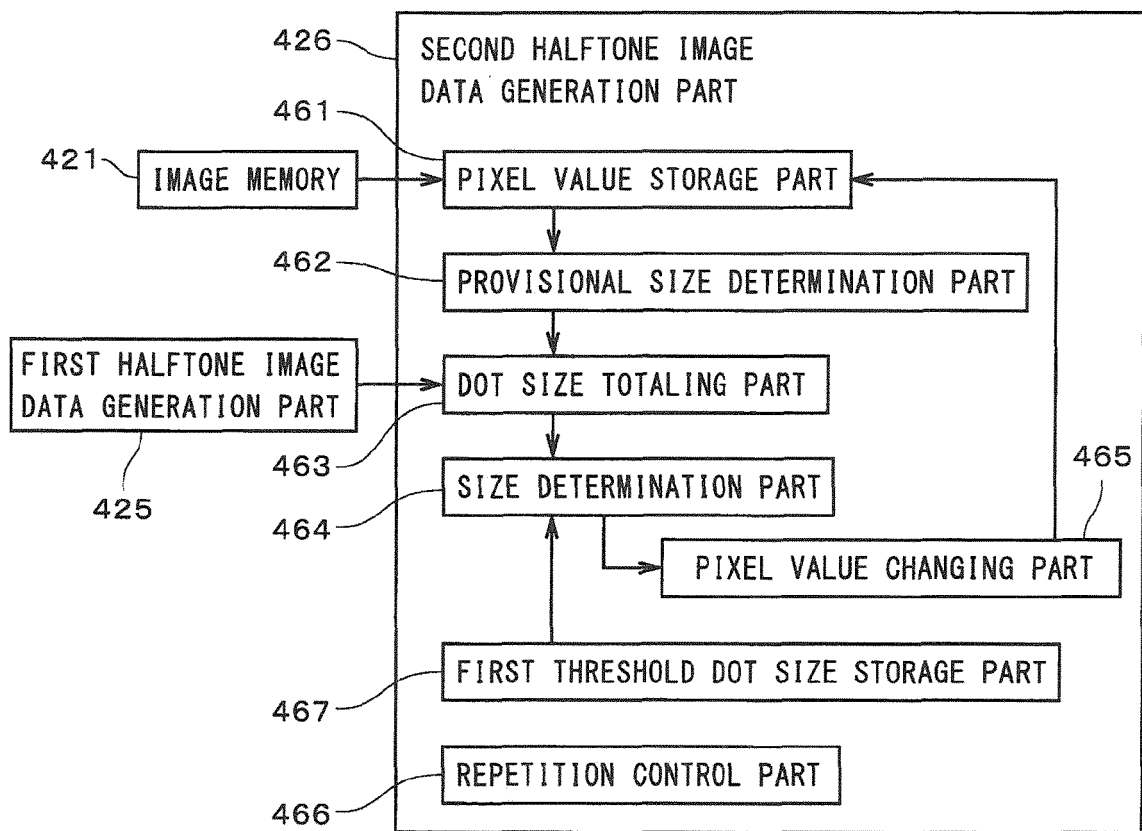 426
SECOND HALFTONE IMAGE
DATA GENERATION PART
461
421
IMAGE MEMORY
PIXEL VALUE STORAGE PART
462
PROVISIONAL SIZE DETERMINATION PART
FIRST HALFTONE IMAGE
DATA GENERATION PART
425
DOT SIZE TOTALING PART
463
SIZE DETERMINATION PART
464
465
PIXEL VALUE CHANGING PART
FIRST THRESHOLD DOT SIZE STORAGE PART
467
REPETITION CONTROL PART
466